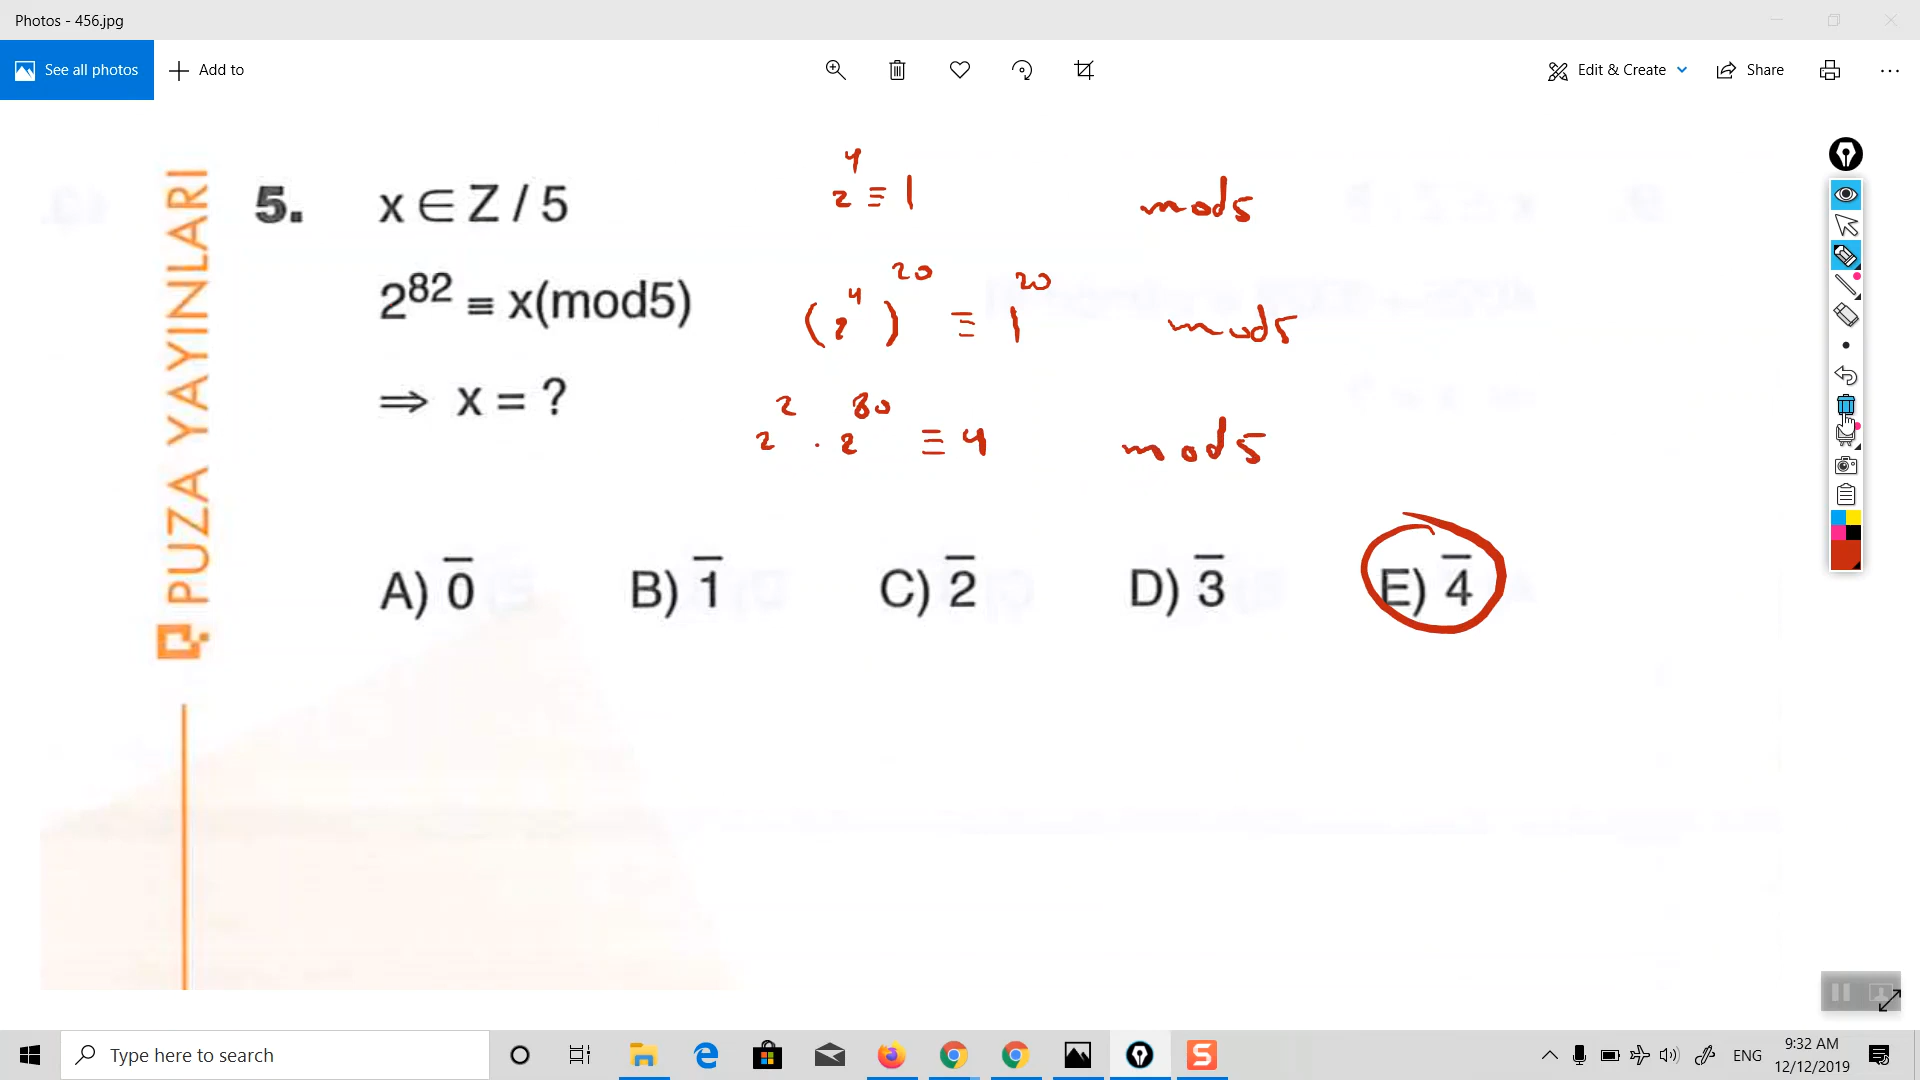 Photos - 456.jpg
See all photos
Add to
Edit & Create
Share
PUZA YAYINLARI
5. x ∈ Z / 5
2⁸² ≡ x(mod5)
⇒ x = ?
2⁴ ≡ 1 mod5
(2⁴)²⁰ ≡ 1²⁰ mod5
2² · 2⁸⁰ ≡ 4 mod5
A) 0̅ B) 1̅ C) 2̅ D) 3̅ E) 4̅
Type here to search
ENG
9:32 AM
12/12/2019